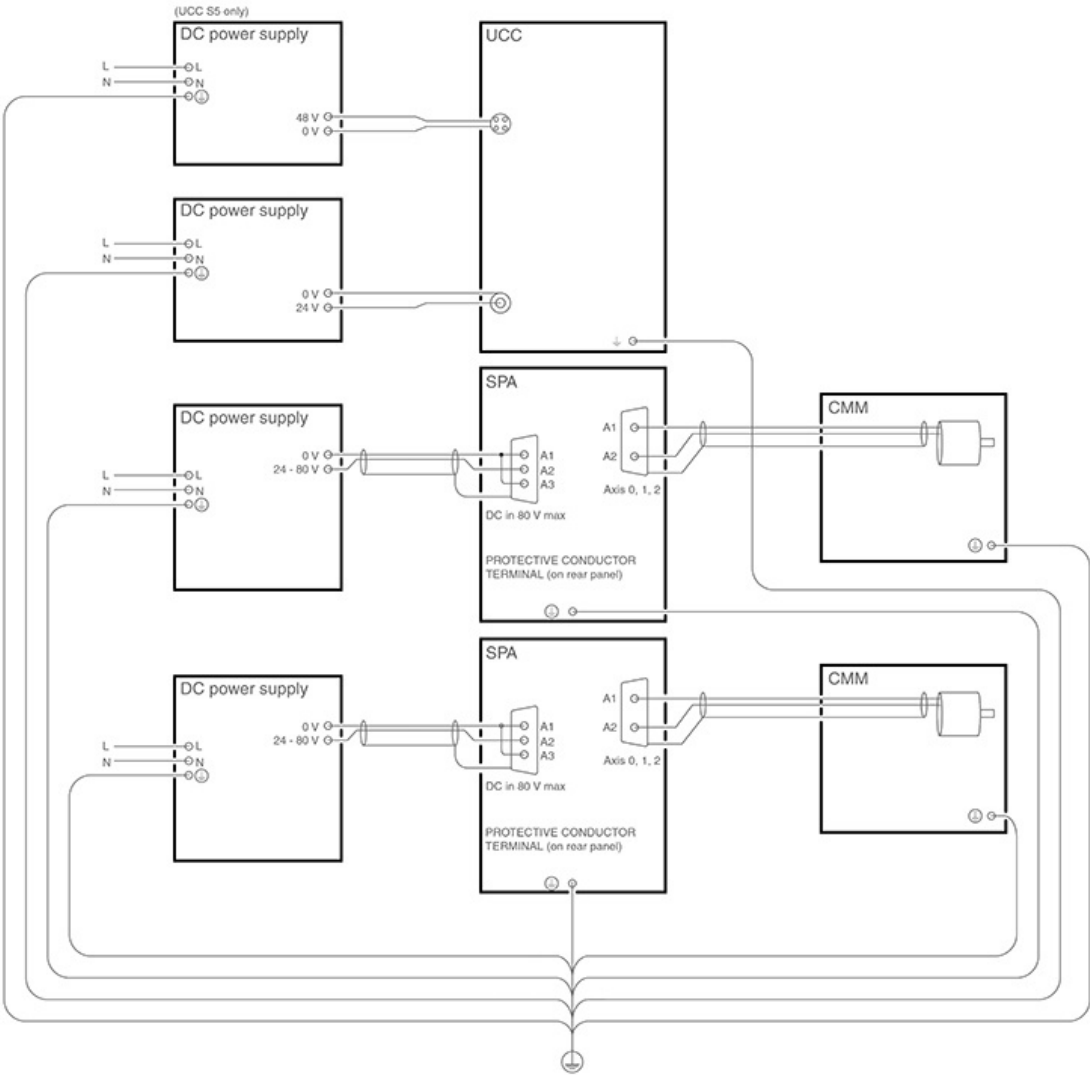 (UCC S5 only)
DC power supply
L
L
N
N
48 V
0 V
UCC
DC power supply
L
L
N
N
0 V
24 V
SPA
A1
A2
Axis 0, 1, 2
A1
A2
A3
DC in 80 V max
PROTECTIVE CONDUCTOR
TERMINAL (on rear panel)
DC power supply
0 V
24 - 80 V
L
L
N
N
CMM
SPA
A1
A2
Axis 0, 1, 2
A1
A2
A3
DC in 80 V max
PROTECTIVE CONDUCTOR
TERMINAL (on rear panel)
DC power supply
0 V
24 - 80 V
L
L
N
N
CMM